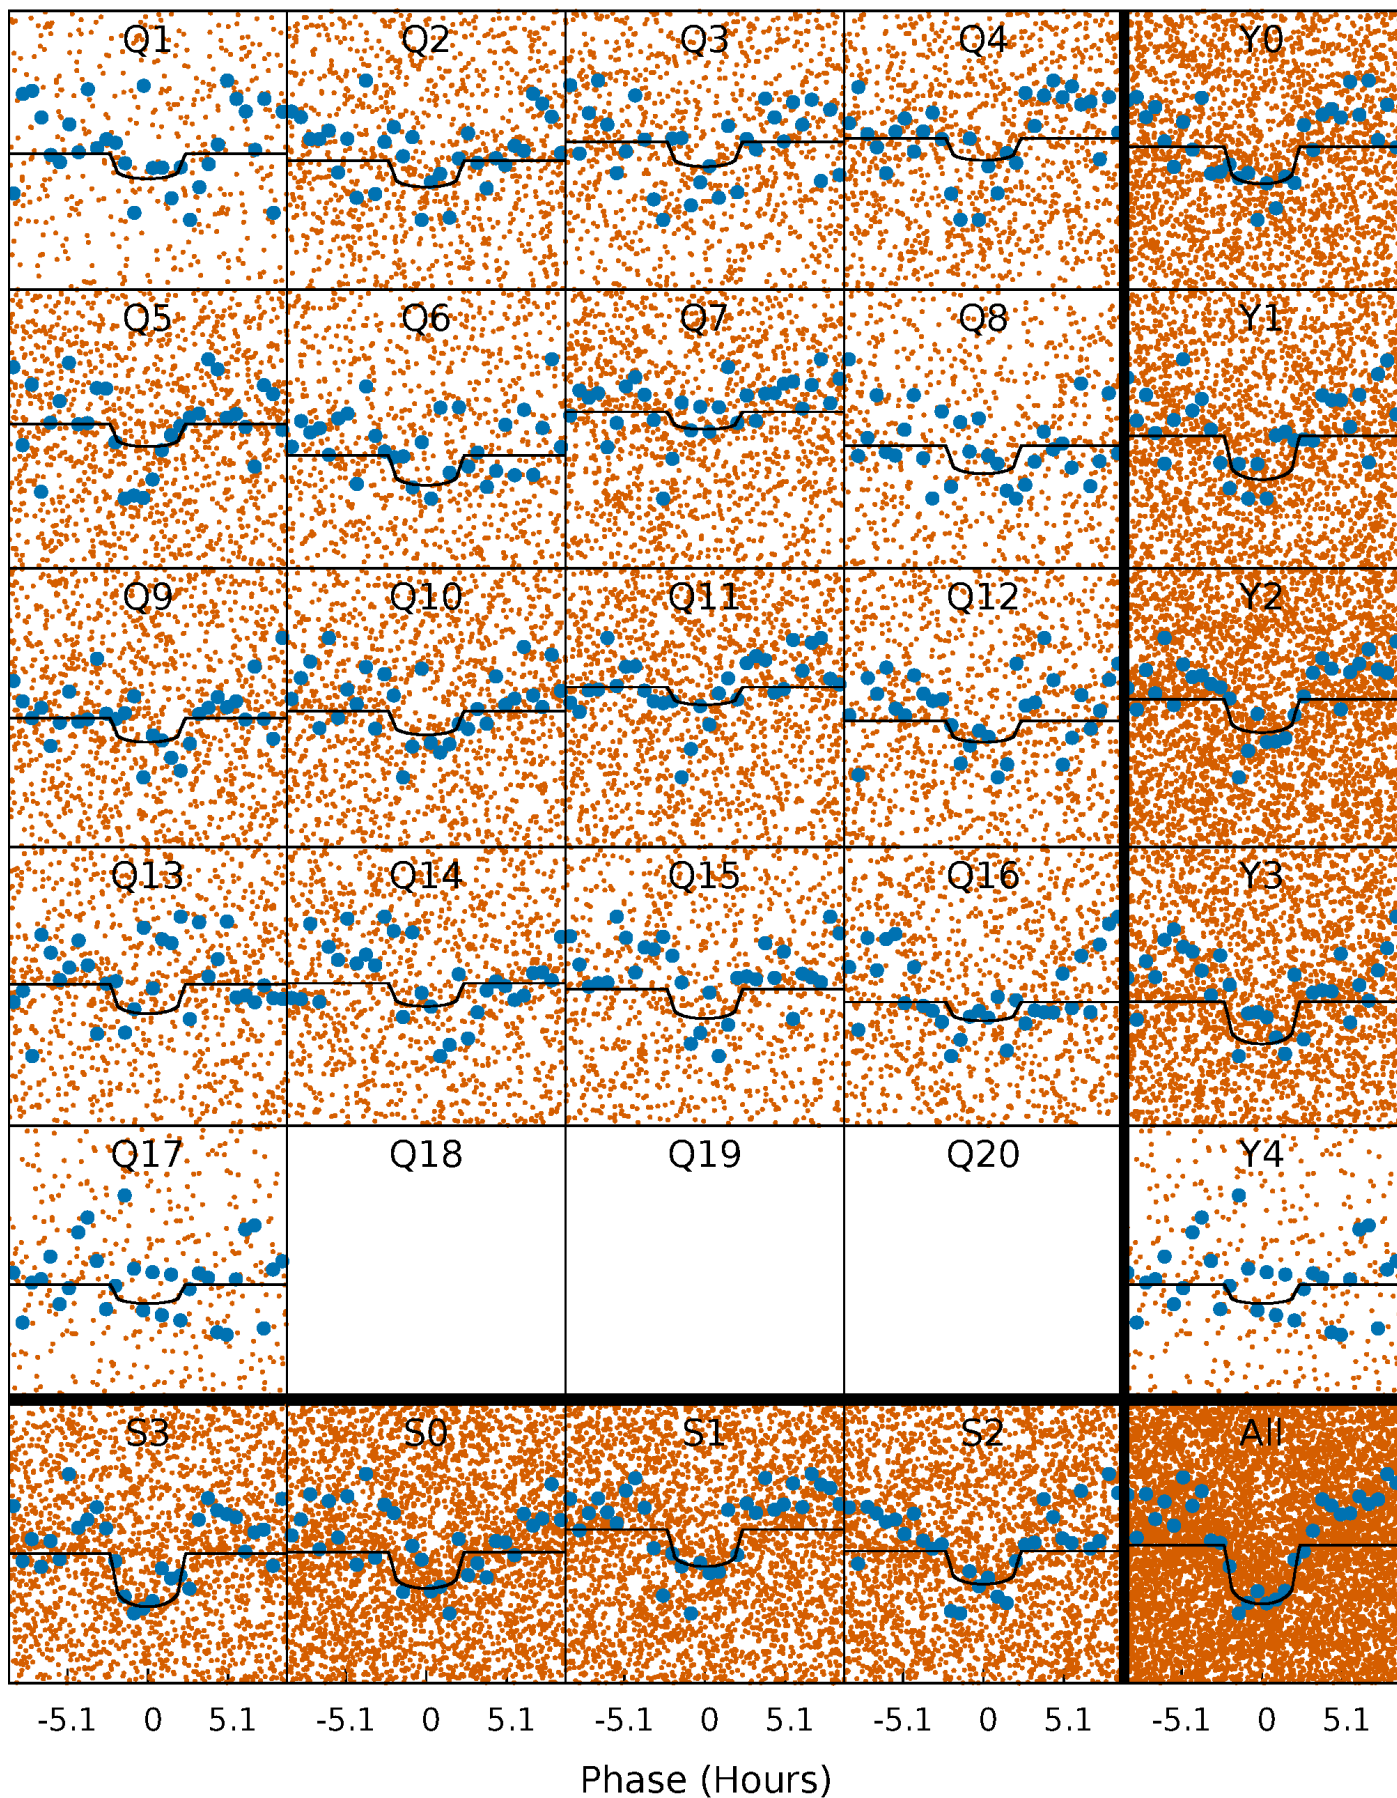 Q1 Q2 Q3 Q4 Y0
Q5 Q6 Q7 Q8 Y1
Q9 Q10 Q11 Q12 Y2
Q13 Q14 Q15 Q16 Y3
Q17 Q18 Q19 Q20 Y4
S3 S0 S1 S2 All
-5.1 0 5.1 -5.1 0 5.1 -5.1 0 5.1 -5.1 0 5.1 -5.1 0 5.1
Phase (Hours)